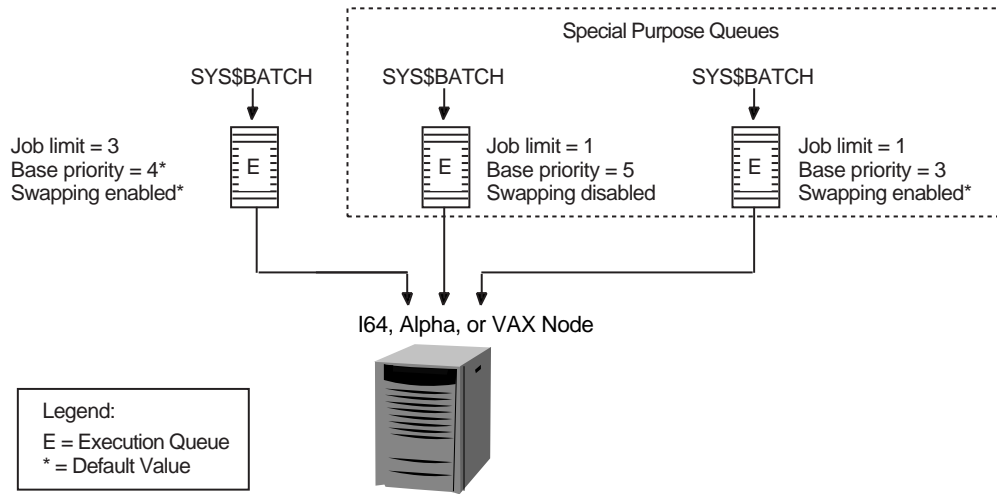 Special Purpose Queues
SYS$BATCH
Job limit = 3
Base priority = 4*
Swapping enabled*
E
SYS$BATCH
E
Job limit = 1
Base priority = 5
Swapping disabled
SYS$BATCH
E
Job limit = 1
Base priority = 3
Swapping enabled*
I64, Alpha, or VAX Node
Legend:
E = Execution Queue
* = Default Value